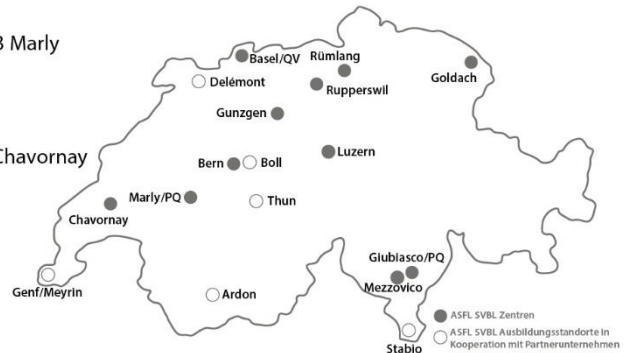 3 Marly
Basel/QV
Rümlang
Delémont
Goldach
Rupperswil
Gunzgen
Luzern
Bern
Boll
Chavornay
Marly/PQ
Thun
Chavornay
Giubiasco/PQ
Mezzovico
Genf/Meyrin
Ardon
Stabio
ASFL SVBL Zentren
ASFL SVBL Ausbildungsstandorte in
Kooperation mit Partnerunternehmen